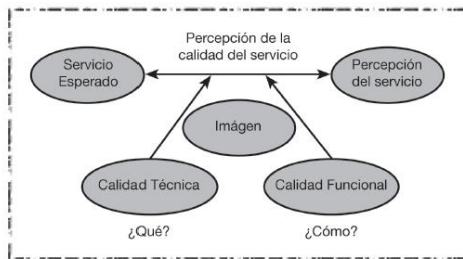 Percepción de la
calidad del servicio
Servicio
Esperado
Percepción
del servicio
Imágen
Calidad Técnica
Calidad Funcional
¿Qué?
¿Cómo?